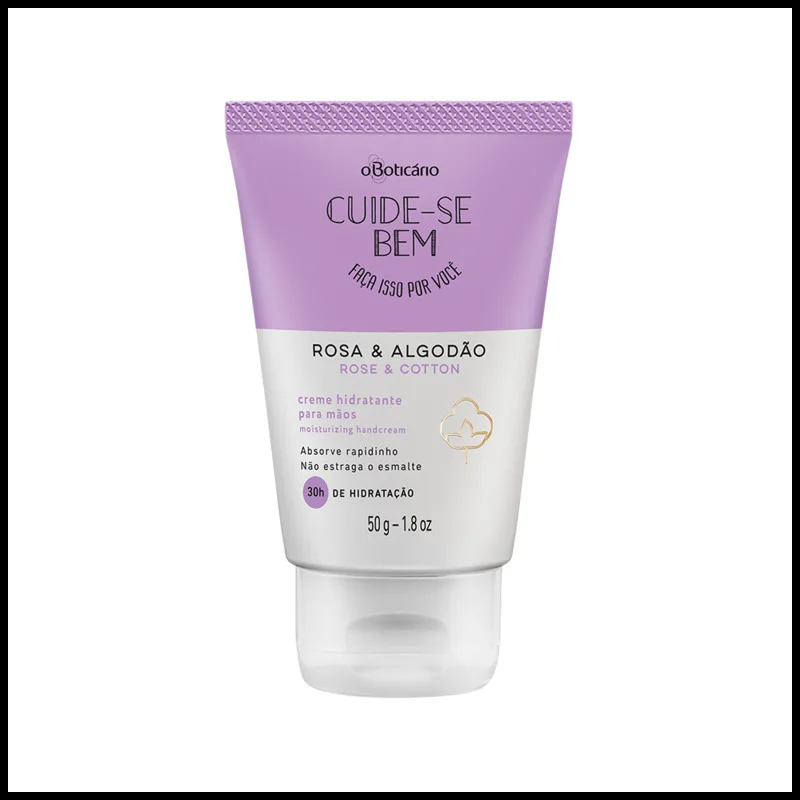 oBoticário
CUIDE-SE
BEM
FAÇA ISSO POR VOCÊ
ROSA & ALGODÃO
ROSE & COTTON
creme hidratante
para mãos
moisturizing handcream
Absorve rapidinho
Não estraga o esmalte
30h DE HIDRATAÇÃO
50 g – 1.8 oz